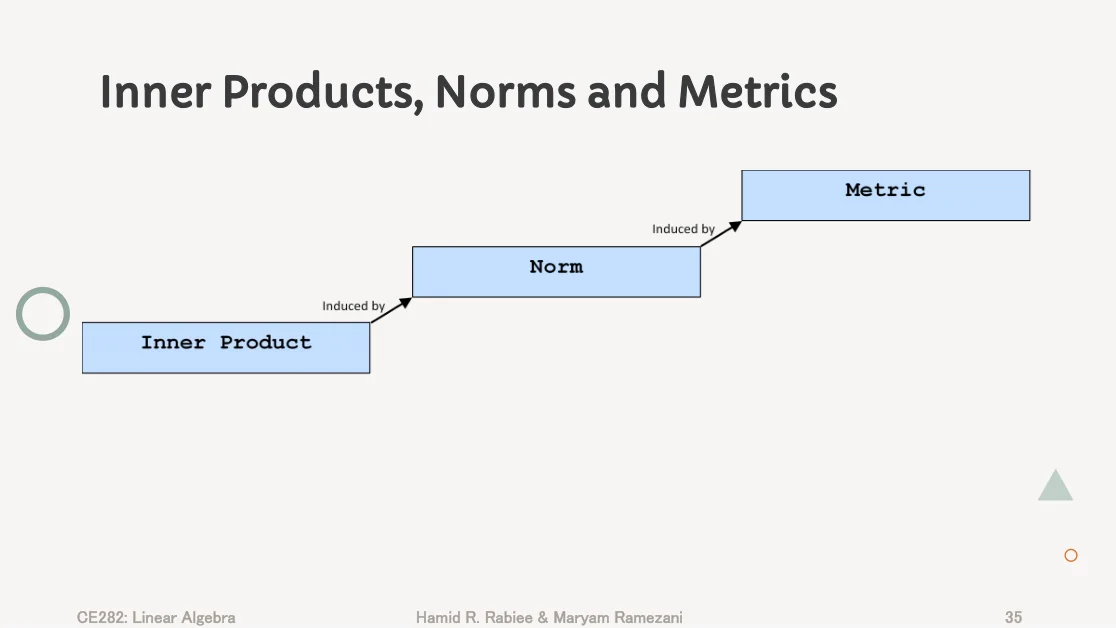 Inner Products, Norms and Metrics
Metric
Induced by
Norm
Induced by
Inner Product
CE282: Linear Algebra
Hamid R. Rabiee & Maryam Ramezani
35